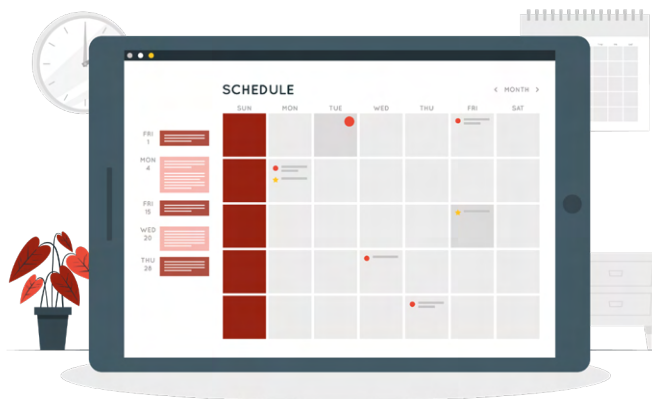 SCHEDULE
< MONTH >
SUN MON TUE WED THU FRI SAT
FRI
1
MON
4
FRI
15
WED
20
THU
28